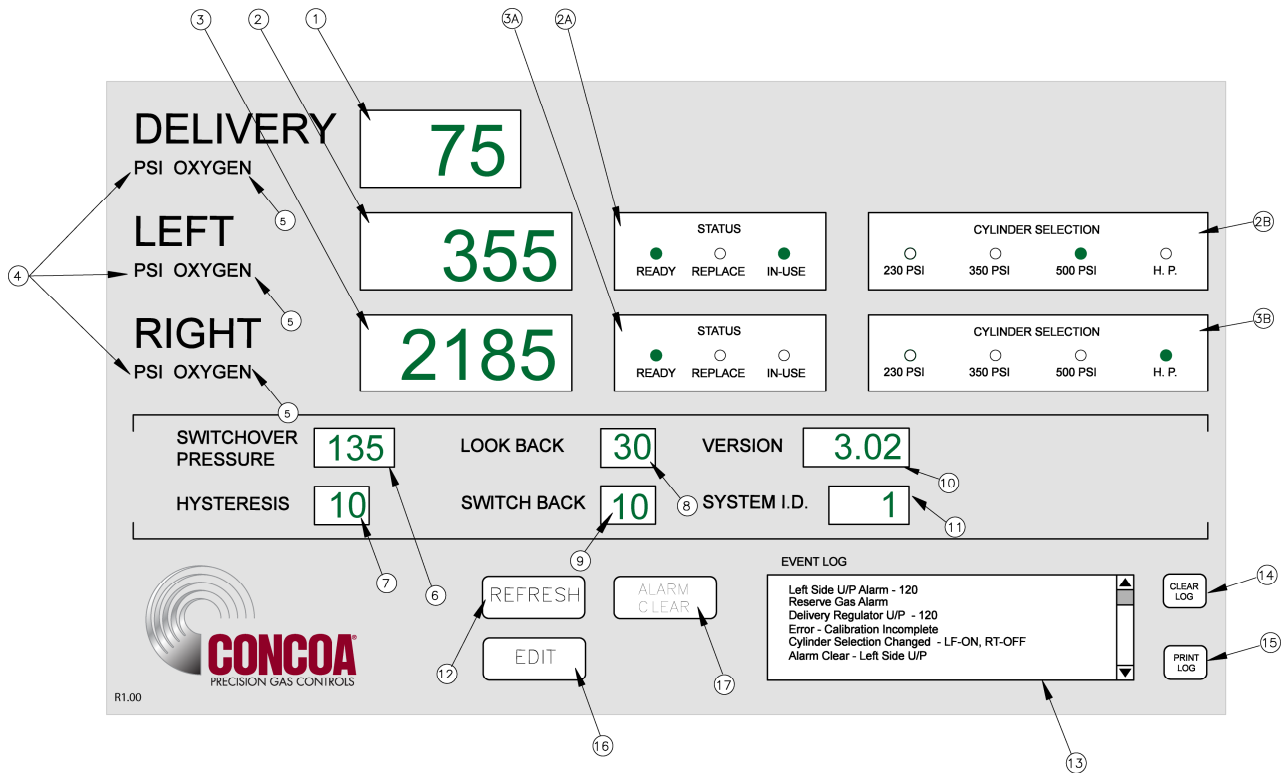 3
2
1
3A
2A
DELIVERY
75
PSI OXYGEN
5
2B
LEFT
355
STATUS
READY REPLACE IN-USE
CYLINDER SELECTION
230 PSI 350 PSI 500 PSI H. P.
4
PSI OXYGEN
5
3B
RIGHT
2185
STATUS
READY REPLACE IN-USE
CYLINDER SELECTION
230 PSI 350 PSI 500 PSI H. P.
PSI OXYGEN
5
SWITCHOVER
PRESSURE
135
LOOK BACK
30
VERSION
3.02
10
8
HYSTERESIS
10
SWITCH BACK
10
SYSTEM I.D.
1
11
9
7
6
REFRESH
ALARM
CLEAR
EDIT
12
17
16
EVENT LOG
Left Side U/P Alarm - 120
Reserve Gas Alarm
Delivery Regulator U/P - 120
Error - Calibration Incomplete
Cylinder Selection Changed - LF-ON, RT-OFF
Alarm Clear - Left Side U/P
CLEAR
LOG
14
PRINT
LOG
15
13
CONCOA®
PRECISION GAS CONTROLS
R1.00